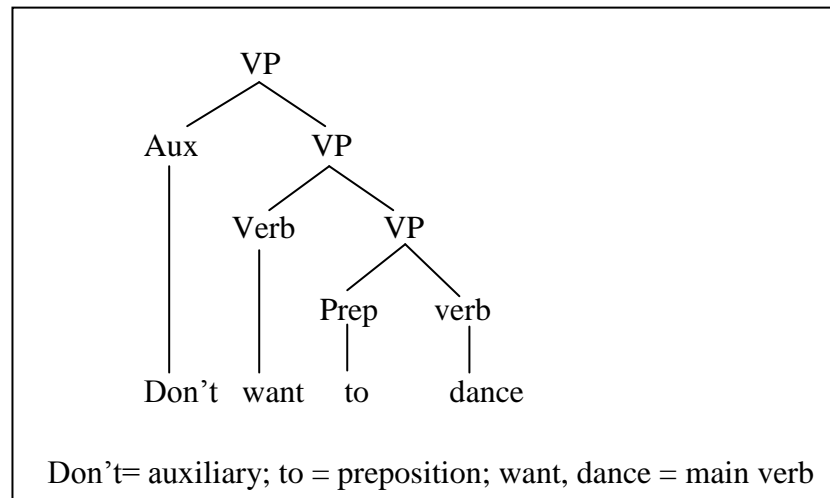 VP
Aux VP
Verb VP
Prep verb
Don’t want to dance
Don’t= auxiliary; to = preposition; want, dance = main verb